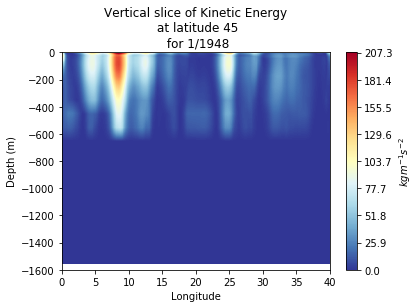 Vertical slice of Kinetic Energy
at latitude 45
for 1/1948
Depth (m)
0
−200
−400
−600
−800
−1000
−1200
−1400
−1600
0 5 10 15 20 25 30 35 40
Longitude
207.3
181.4
155.5
129.6
103.7
77.7
51.8
25.9
0.0
kgm⁻¹s⁻²